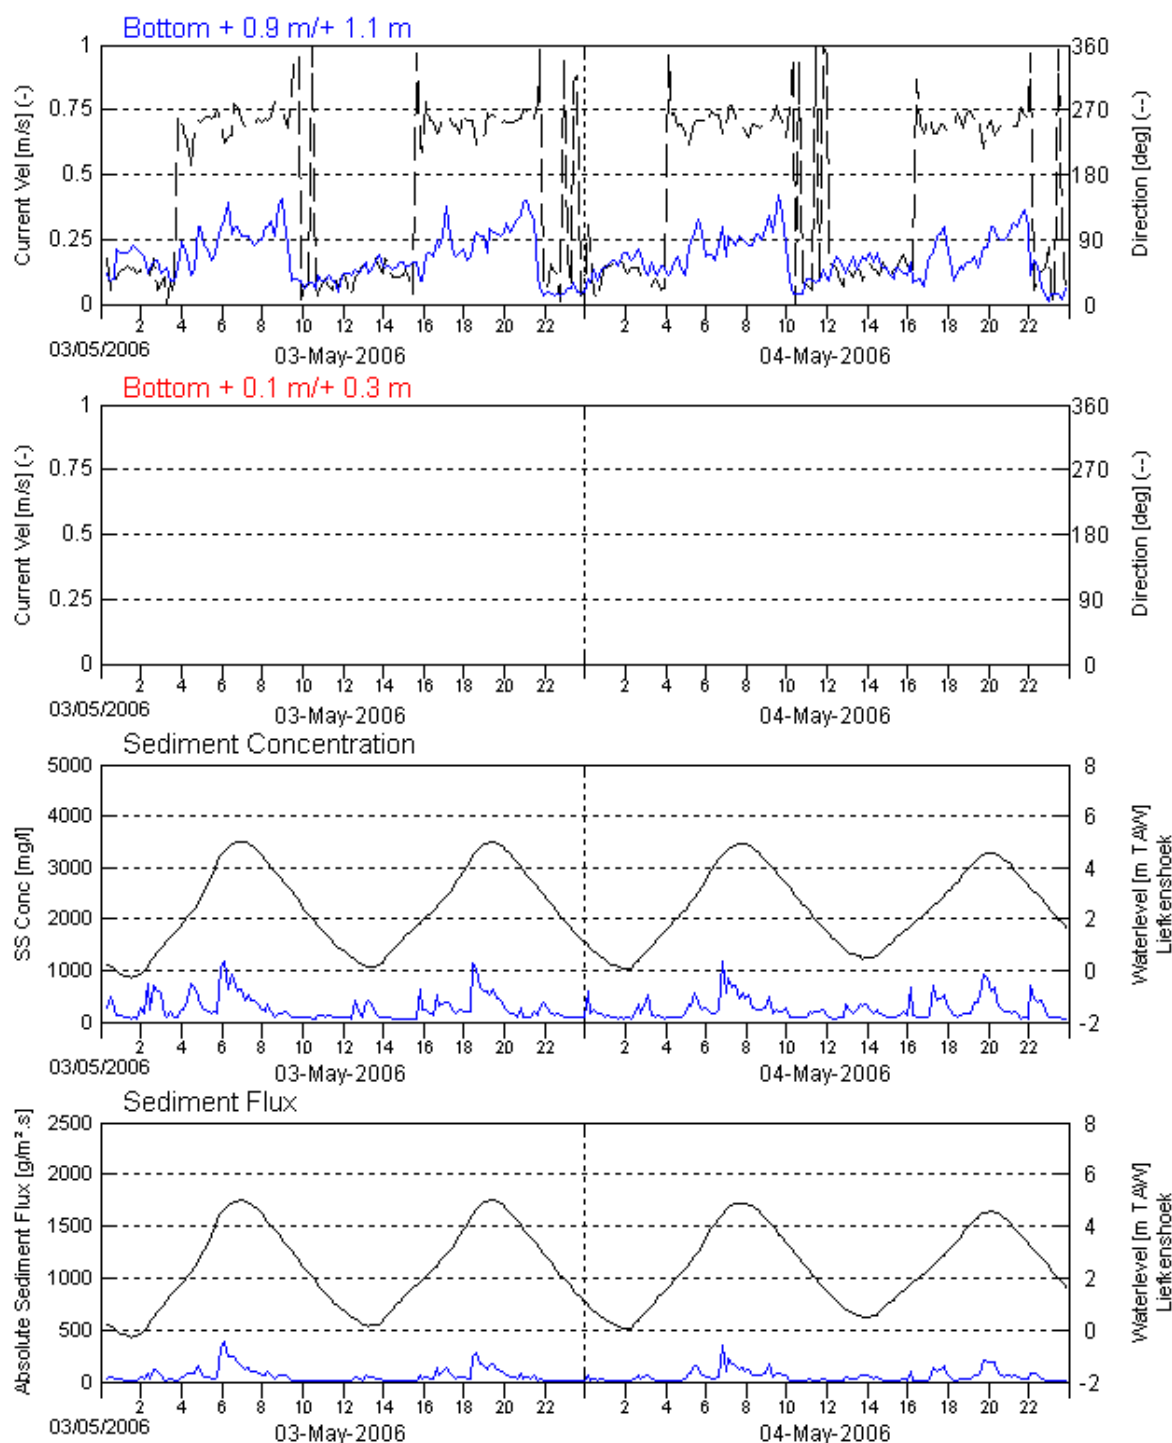 Bottom + 0.9 m/+ 1.1 m
Current Vel [m/s] (-)
1
0.75
0.5
0.25
0
360
270
180
90
0
Direction [deg] (--)
2 4 6 8 10 12 14 16 18 20 22 2 4 6 8 10 12 14 16 18 20 22
03/05/2006
03-May-2006
04-May-2006
Bottom + 0.1 m/+ 0.3 m
Current Vel [m/s] (-)
1
0.75
0.5
0.25
0
360
270
180
90
0
Direction [deg] (--)
2 4 6 8 10 12 14 16 18 20 22 2 4 6 8 10 12 14 16 18 20 22
03/05/2006
03-May-2006
04-May-2006
Sediment Concentration
SS Conc [mg/l]
5000
4000
3000
2000
1000
0
8
6
4
2
0
-2
Waterlevel [m TAW]
Liefkenshoek
2 4 6 8 10 12 14 16 18 20 22 2 4 6 8 10 12 14 16 18 20 22
03/05/2006
03-May-2006
04-May-2006
Sediment Flux
Absolute Sediment Flux [g/m².s]
2500
2000
1500
1000
500
0
8
6
4
2
0
-2
Waterlevel [m TAW]
Liefkenshoek
2 4 6 8 10 12 14 16 18 20 22 2 4 6 8 10 12 14 16 18 20 22
03/05/2006
03-May-2006
04-May-2006